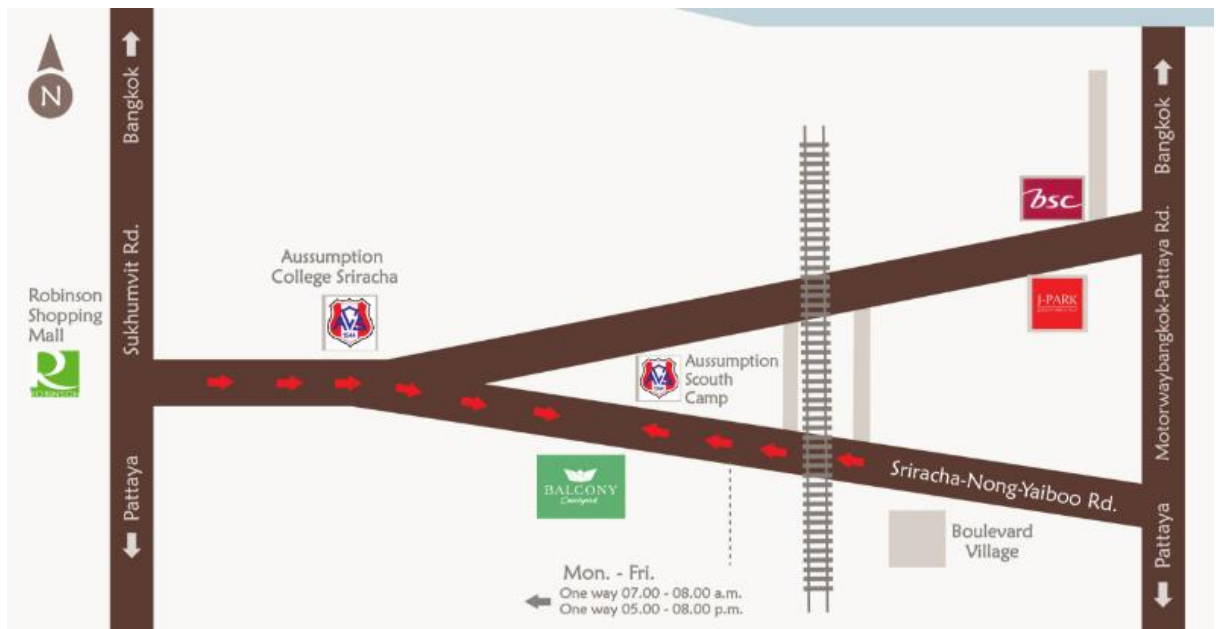 N
Bangkok
Sukhumvit Rd.
Pattaya
Robinson
Shopping
Mall
R
ROBINSON
Aussumption
College Sriracha
Aussumption
Scouth
Camp
BALCONY
Courtyard
Mon. - Fri.
One way 07.00 - 08.00 a.m.
One way 05.00 - 08.00 p.m.
bsc
J-PARK
Sriracha-Nong-Yaiboo Rd.
Boulevard
Village
Bangkok
Motorwaybangkok-Pattaya Rd.
Pattaya